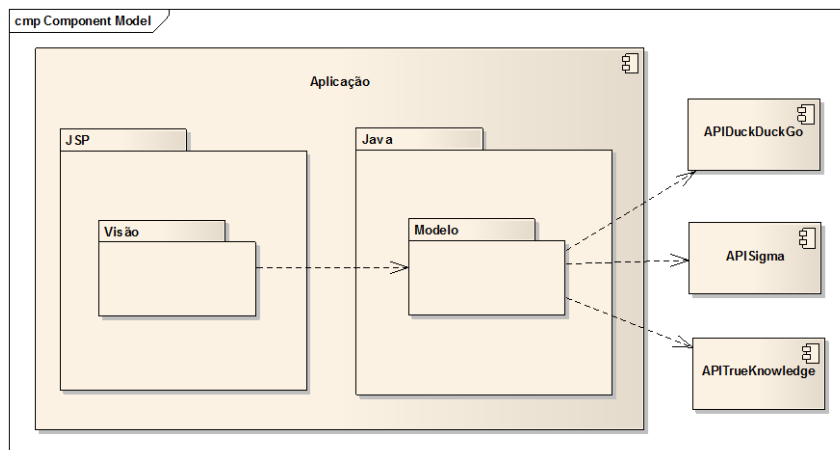 cmp Component Model
Aplicação
JSP
Java
Visão
Modelo
APIDuckDuckGo
APISigma
APITrueKnowledge